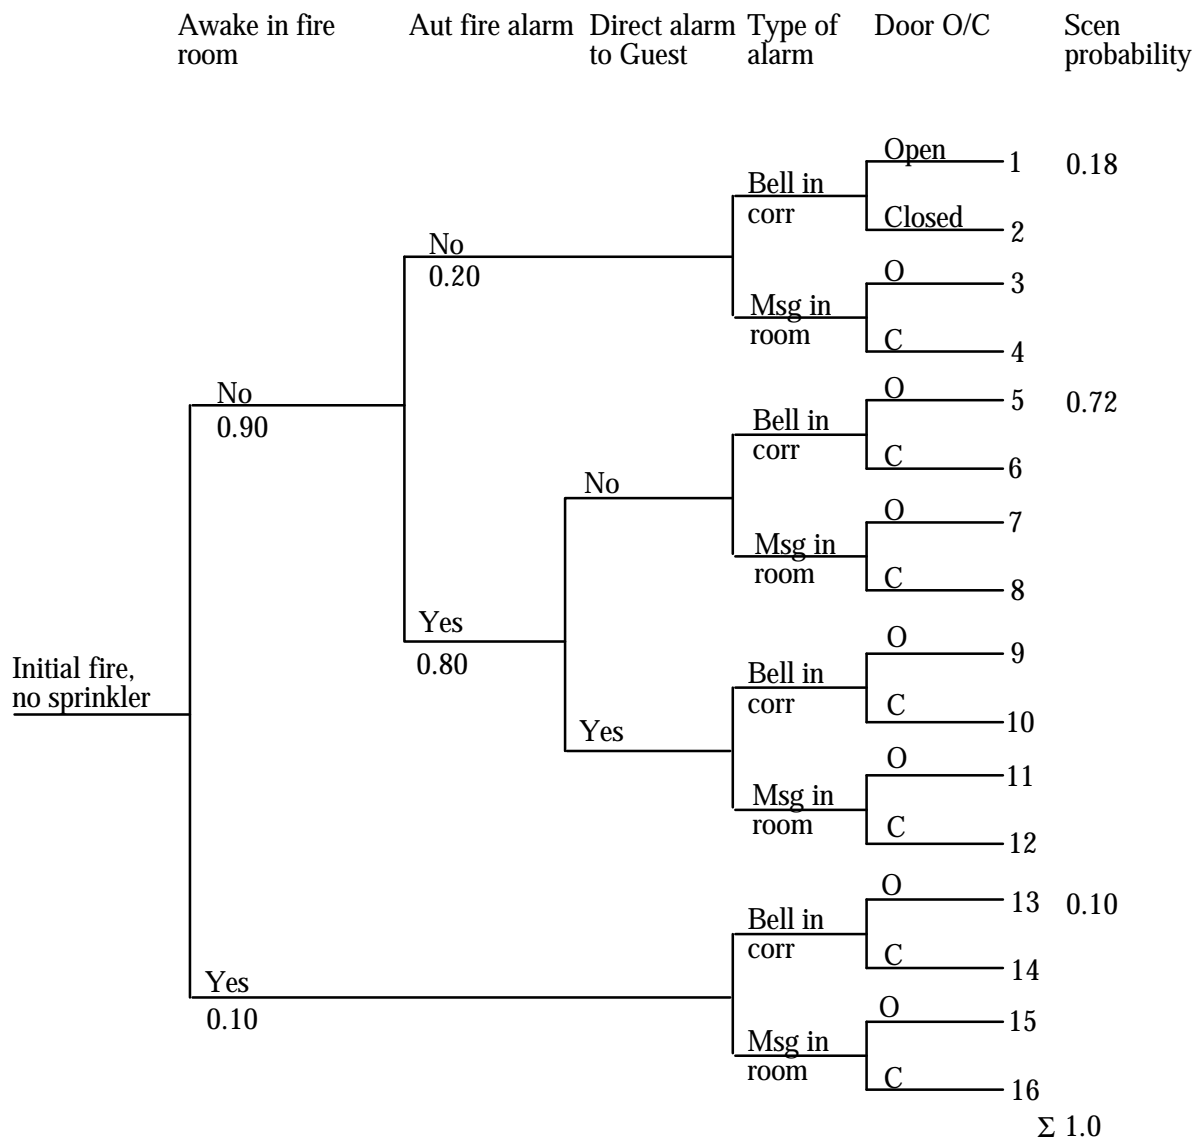 Awake in fire
room
Aut fire alarm
Direct alarm
to Guest
Type of
alarm
Door O/C
Scen
probability
Open
1
0.18
Bell in
corr
Closed
2
No
0.20
O
3
Msg in
room
C
4
No
0.90
O
5
0.72
Bell in
corr
C
6
No
O
7
Msg in
room
C
8
Yes
0.80
O
9
Bell in
corr
C
10
Initial fire,
no sprinkler
Yes
O
11
Msg in
room
C
12
O
13
0.10
Bell in
corr
C
14
Yes
0.10
O
15
Msg in
room
C
16
Σ 1.0